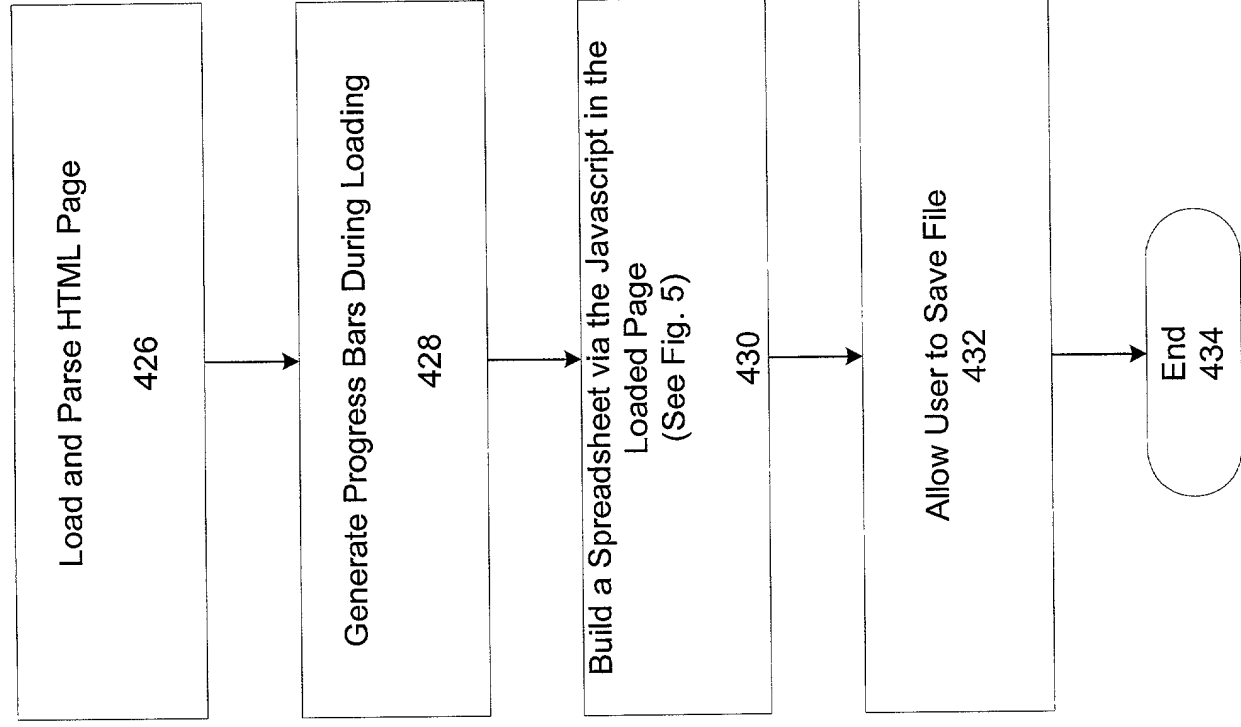 Load and Parse HTML Page
426
Generate Progress Bars During Loading
428
Build a Spreadsheet via the Javascript in the
Loaded Page
(See Fig. 5)
430
Allow User to Save File
432
End
434